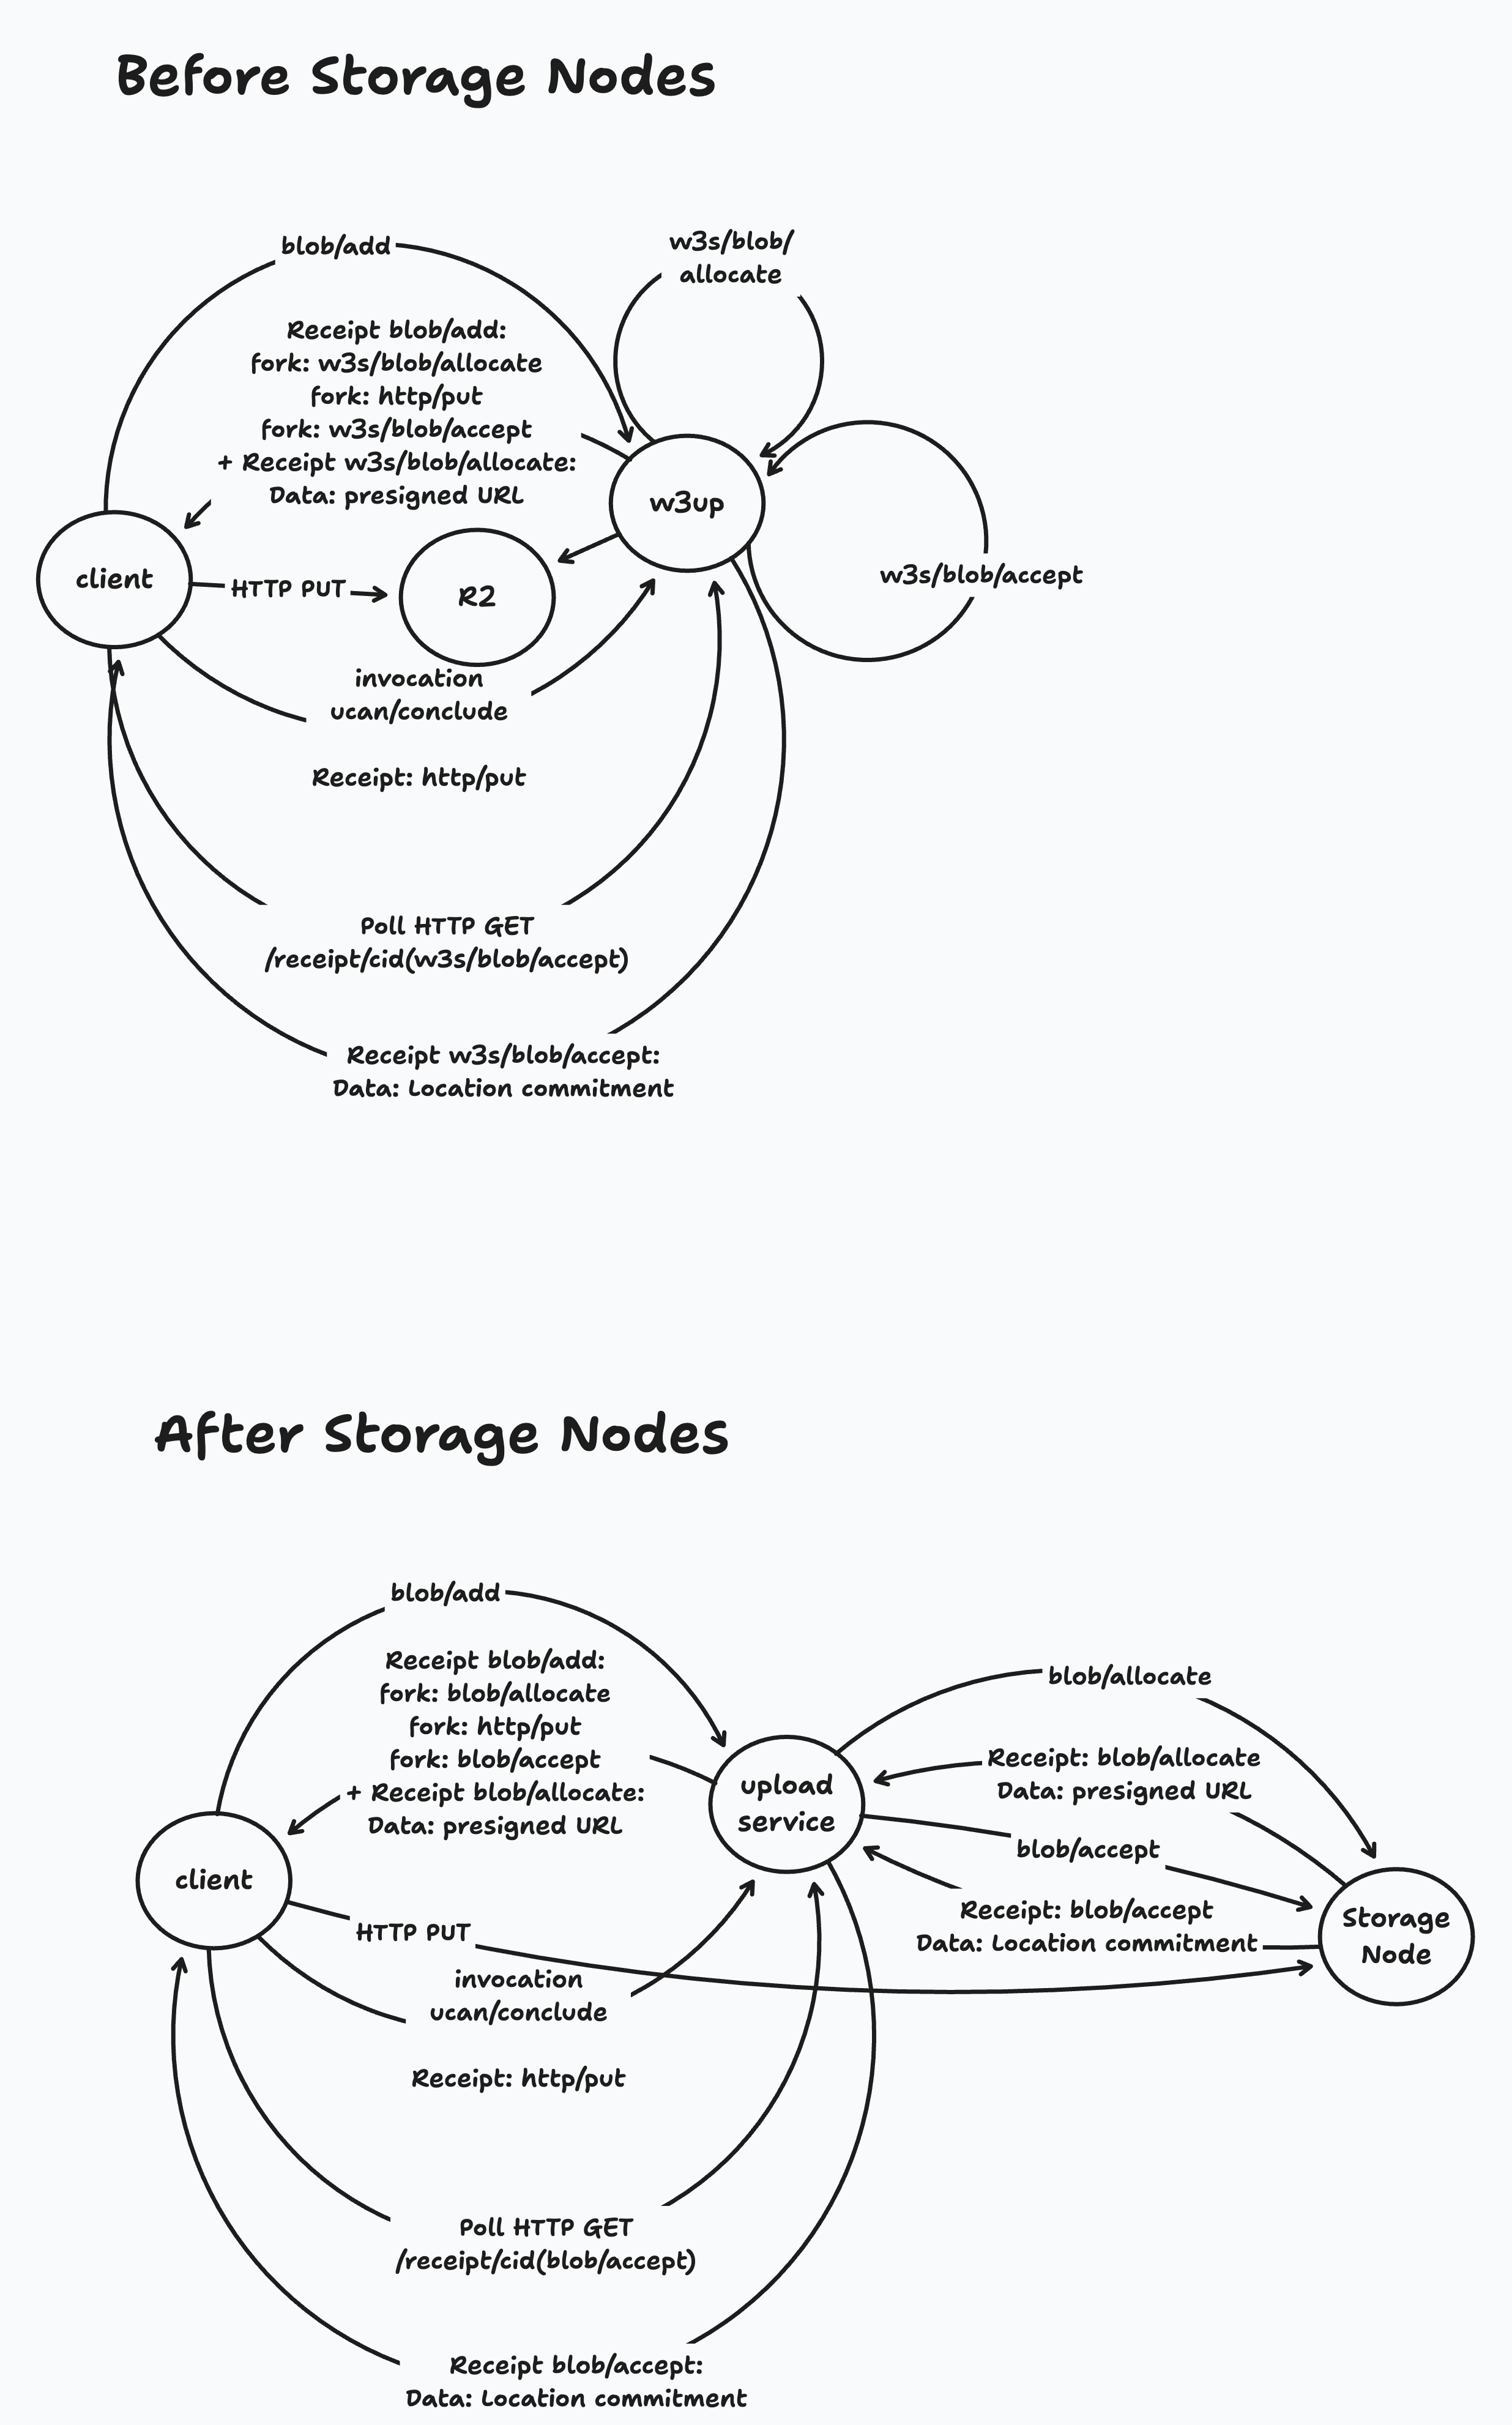 Before Storage Nodes
blob/add
w3s/blob/
allocate
Receipt blob/add:
fork: w3s/blob/allocate
fork: http/put
fork: w3s/blob/accept
+ Receipt w3s/blob/allocate:
Data: presigned URL
w3up
client
HTTP PUT
R2
w3s/blob/accept
invocation
ucan/conclude
Receipt: http/put
Poll HTTP GET
/receipt/cid(w3s/blob/accept)
Receipt w3s/blob/accept:
Data: Location commitment
After Storage Nodes
blob/add
Receipt blob/add:
fork: blob/allocate
fork: http/put
fork: blob/accept
+ Receipt blob/allocate:
Data: presigned URL
upload
service
blob/allocate
Receipt: blob/allocate
Data: presigned URL
blob/accept
Receipt: blob/accept
Data: Location commitment
Storage
Node
client
HTTP PUT
invocation
ucan/conclude
Receipt: http/put
Poll HTTP GET
/receipt/cid(blob/accept)
Receipt blob/accept:
Data: Location commitment